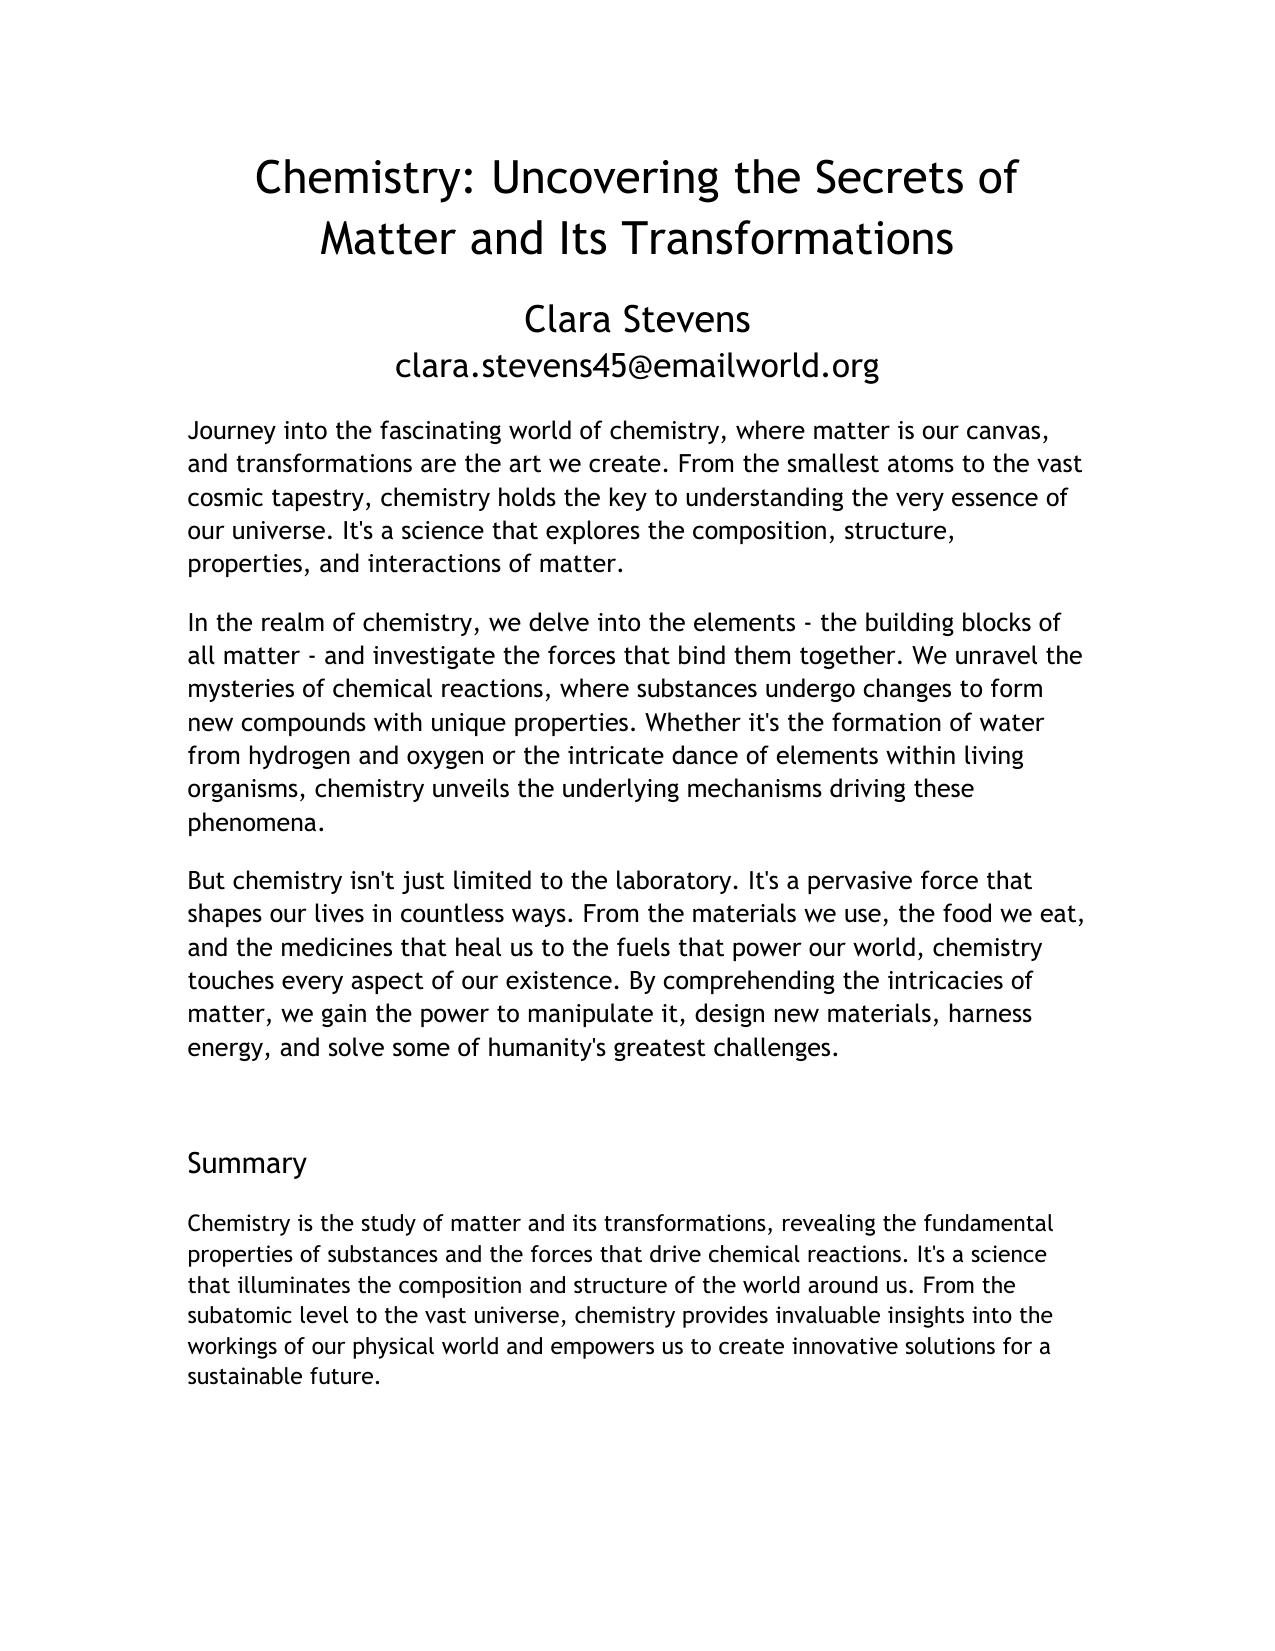 Chemistry: Uncovering the Secrets of
Matter and Its Transformations
Clara Stevens
clara.stevens45@emailworld.org
Journey into the fascinating world of chemistry, where matter is our canvas,
and transformations are the art we create. From the smallest atoms to the vast
cosmic tapestry, chemistry holds the key to understanding the very essence of
our universe. It's a science that explores the composition, structure,
properties, and interactions of matter.
In the realm of chemistry, we delve into the elements - the building blocks of
all matter - and investigate the forces that bind them together. We unravel the
mysteries of chemical reactions, where substances undergo changes to form
new compounds with unique properties. Whether it's the formation of water
from hydrogen and oxygen or the intricate dance of elements within living
organisms, chemistry unveils the underlying mechanisms driving these
phenomena.
But chemistry isn't just limited to the laboratory. It's a pervasive force that
shapes our lives in countless ways. From the materials we use, the food we eat,
and the medicines that heal us to the fuels that power our world, chemistry
touches every aspect of our existence. By comprehending the intricacies of
matter, we gain the power to manipulate it, design new materials, harness
energy, and solve some of humanity's greatest challenges.
Summary
Chemistry is the study of matter and its transformations, revealing the fundamental
properties of substances and the forces that drive chemical reactions. It's a science
that illuminates the composition and structure of the world around us. From the
subatomic level to the vast universe, chemistry provides invaluable insights into the
workings of our physical world and empowers us to create innovative solutions for a
sustainable future.